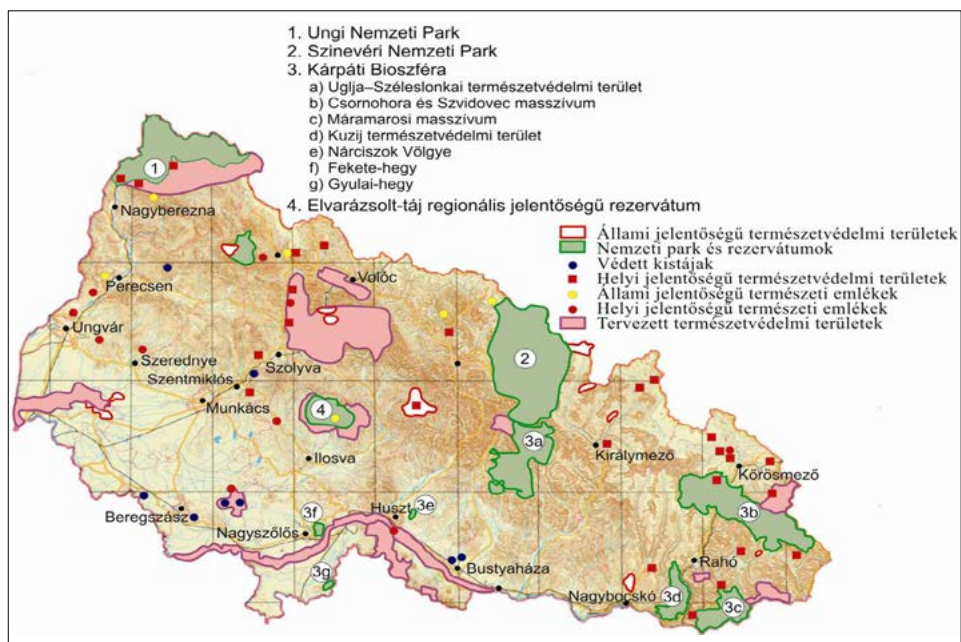 1. Ungi Nemzeti Park
2. Szinevéri Nemzeti Park
3. Kárpáti Bioszféra
a) Uglja–Széleslonkai természetvédelmi terület
b) Csornohora és Szvidovec masszívum
c) Máramarosi masszívum
d) Kuzij természetvédelmi terület
e) Nárciszok Völgye
f) Fekete-hegy
g) Gyulai-hegy
4. Elvarázsolt-táj regionális jelentőségű rezervátum
Állami jelentőségű természetvédelmi területek
Nemzeti park és rezervátumok
Védett kistájak
Helyi jelentőségű természetvédelmi területek
Állami jelentőségű természeti emlékek
Helyi jelentőségű természeti emlékek
Tervezett természetvédelmi területek
1
Nagyberezna
Volóc
Perecsen
Ungvár
Szerednye
Szolyva
Szentmiklós
Munkács
2
4
3a
Királymező
Ilosva
Kőrösmező
3b
3e
Huszt
3f
Beregszász
Nagyszőlős
Bustyaháza
Rahó
3g
Nagybocskó
3d
3c